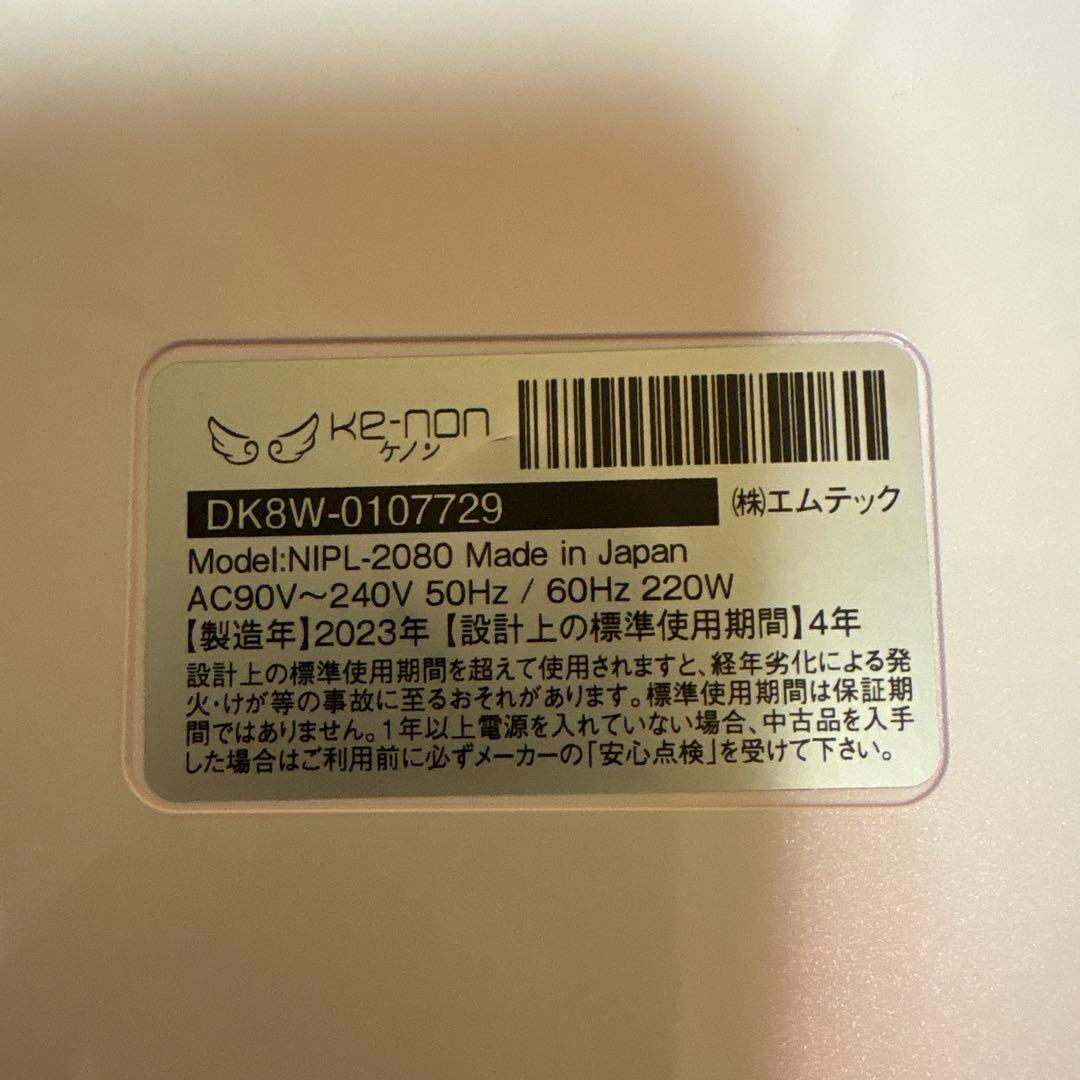 ke-non
ケノン
DK8W-0107729
㈱エムテック
Model:NIPL-2080 Made in Japan
AC90V～240V 50Hz / 60Hz 220W
【製造年】2023年【設計上の標準使用期間】4年
設計上の標準使用期間を超えて使用されますと、経年劣化による発
火・けが等の事故に至るおそれがあります。標準使用期間は保証期
間ではありません。1年以上電源を入れていない場合、中古品を入手
した場合はご利用前に必ずメーカーの「安心点検」を受けて下さい。